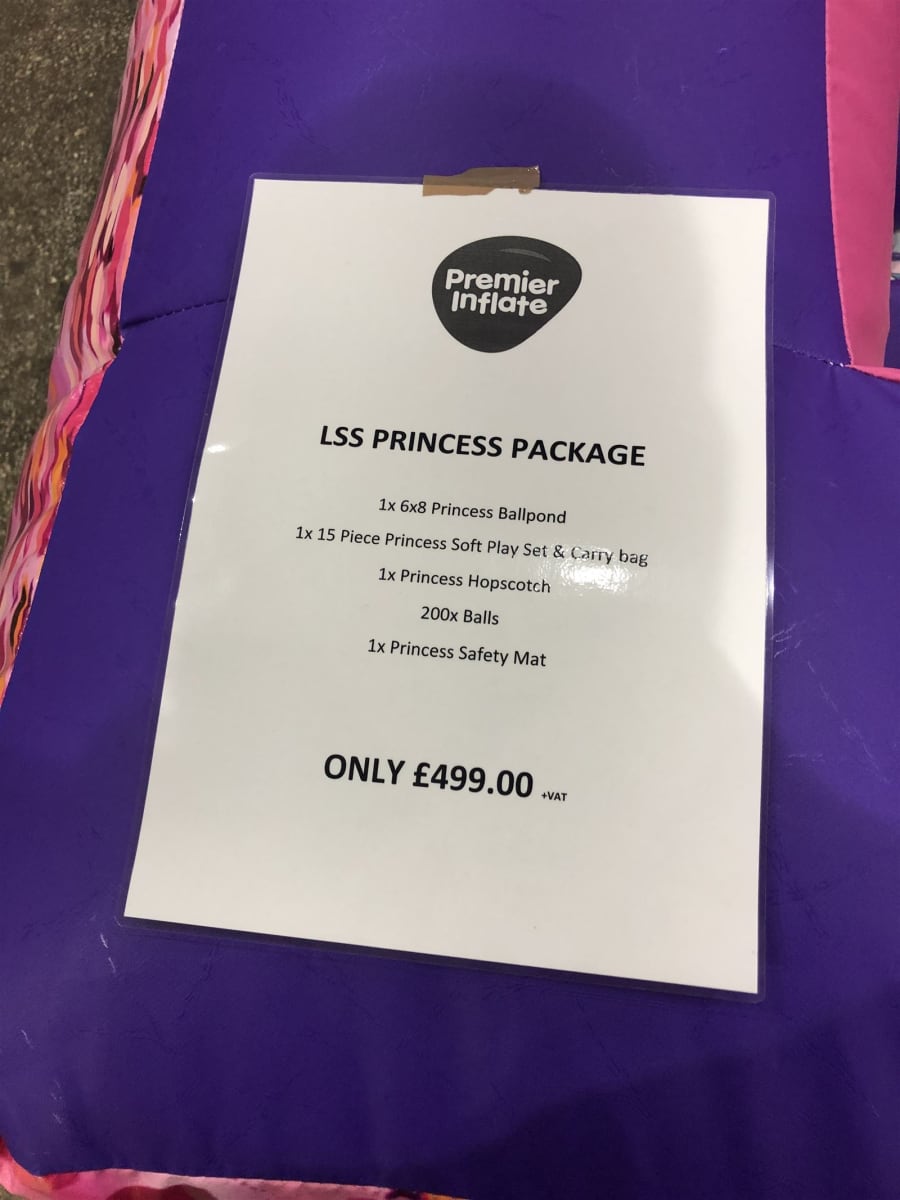 Premier
Inflate
LSS PRINCESS PACKAGE
1x 6x8 Princess Ballpond
1x 15 Piece Princess Soft Play Set & Carry bag
1x Princess Hopscotch
200x Balls
1x Princess Safety Mat
ONLY £499.00 +VAT